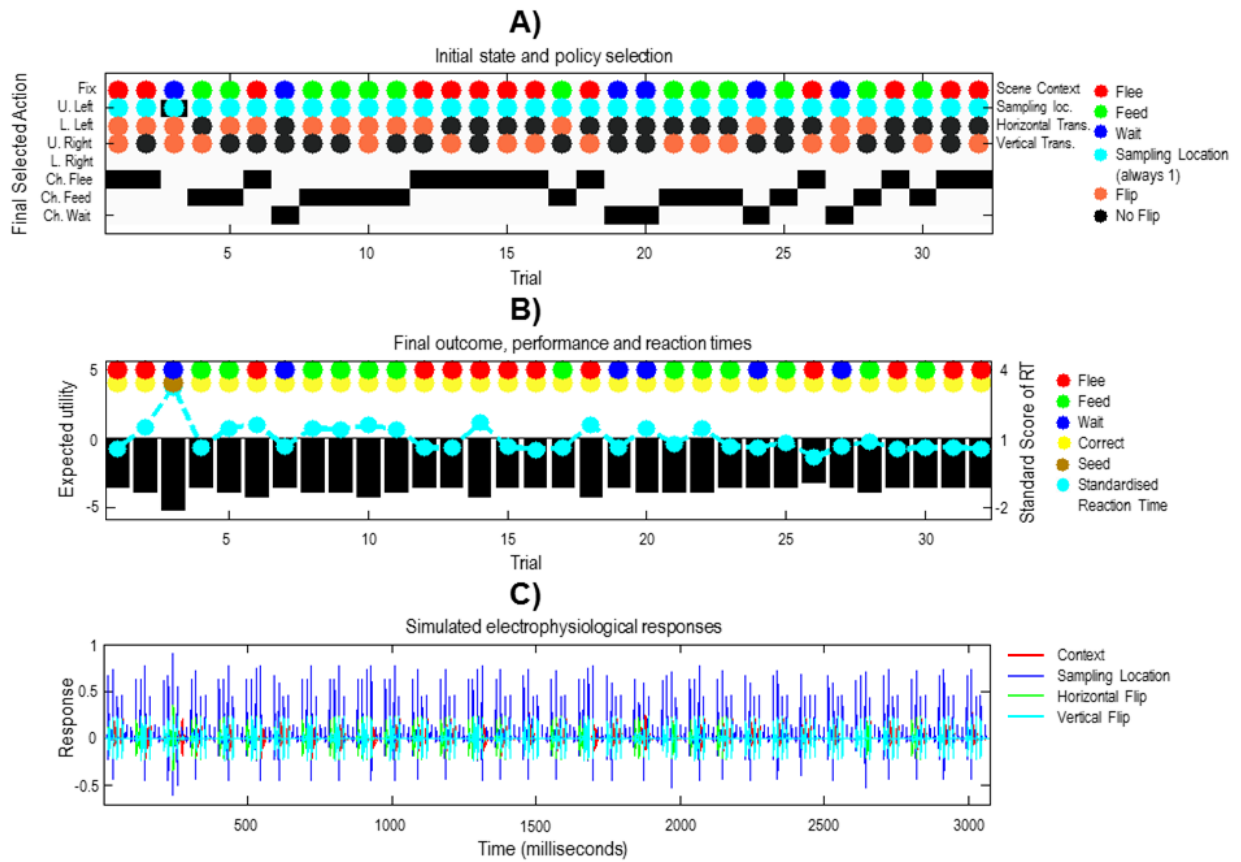 A)
Initial state and policy selection
Final Selected Action
Fix
U. Left
L. Left
U. Right
L. Right
Ch. Flee
Ch. Feed
Ch. Wait
Scene Context
Sampling loc.
Horizontal Trans.
Vertical Trans.
Flee
Feed
Wait
Sampling Location
(always 1)
Flip
No Flip
5 10 15 20 25 30
Trial
B)
Final outcome, performance and reaction times
Expected utility
5
0
-5
4
1
-2
Standard Score of RT
Flee
Feed
Wait
Correct
Seed
Standardised
Reaction Time
5 10 15 20 25 30
Trial
C)
Simulated electrophysiological responses
Response
1
0.5
0
-0.5
Context
Sampling Location
Horizontal Flip
Vertical Flip
500 1000 1500 2000 2500 3000
Time (milliseconds)